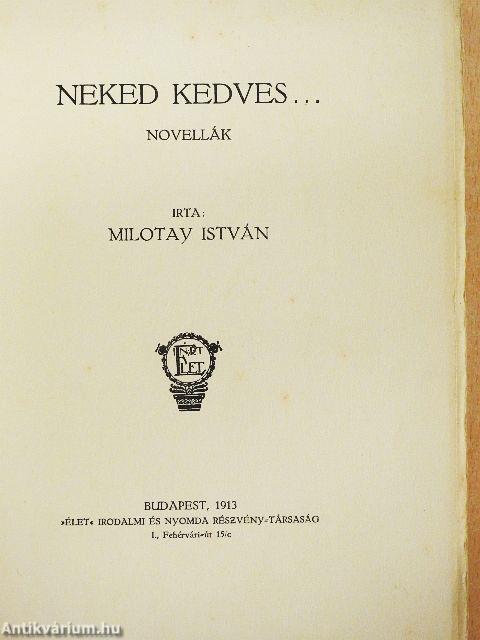 NEKED KEDVES...
NOVELLÁK
IRTA:
MILOTAY ISTVÁN
ÉLET
BUDAPEST, 1913
»ÉLET« IRODALMI ÉS NYOMDA RÉSZVÉNY-TÁRSASÁG
I., Fehérvári-út 15/c
Antikvárium.hu